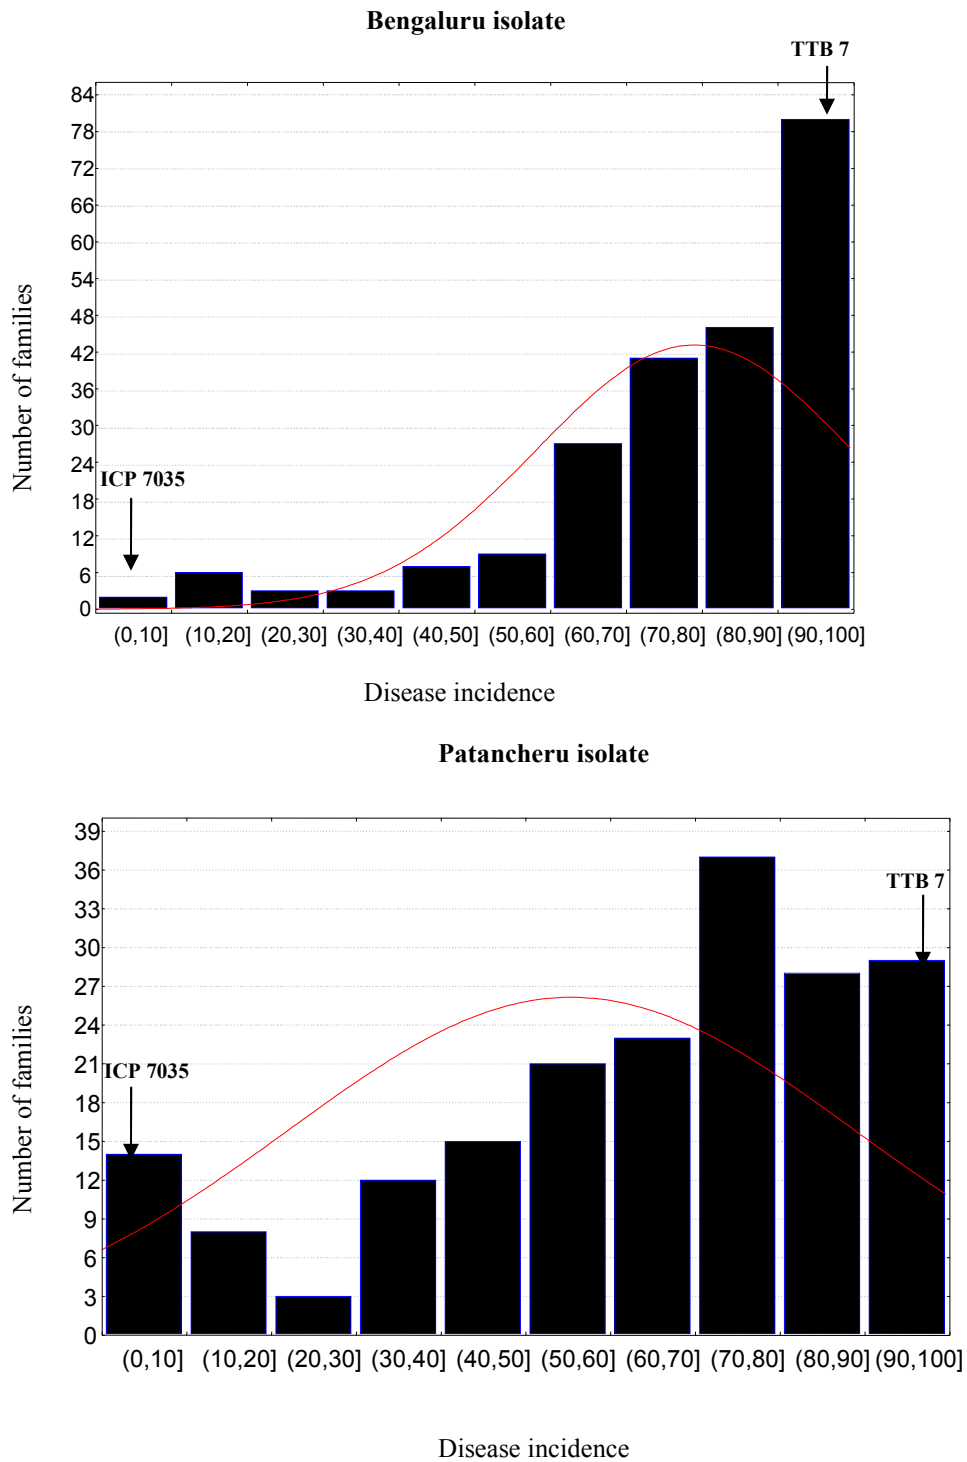 Bengaluru isolate
TTB 7
84
78
72
66
60
54
48
42
36
30
24
ICP 7035
18
12
6
0
Number of families
(0,10] (10,20] (20,30] (30,40] (40,50] (50,60] (60,70] (70,80] (80,90] (90,100]
Disease incidence
Patancheru isolate
39
36
TTB 7
33
30
27
24
21
ICP 7035
18
15
12
9
6
3
0
Number of families
(0,10] (10,20] (20,30] (30,40] (40,50] (50,60] (60,70] (70,80] (80,90] (90,100]
Disease incidence